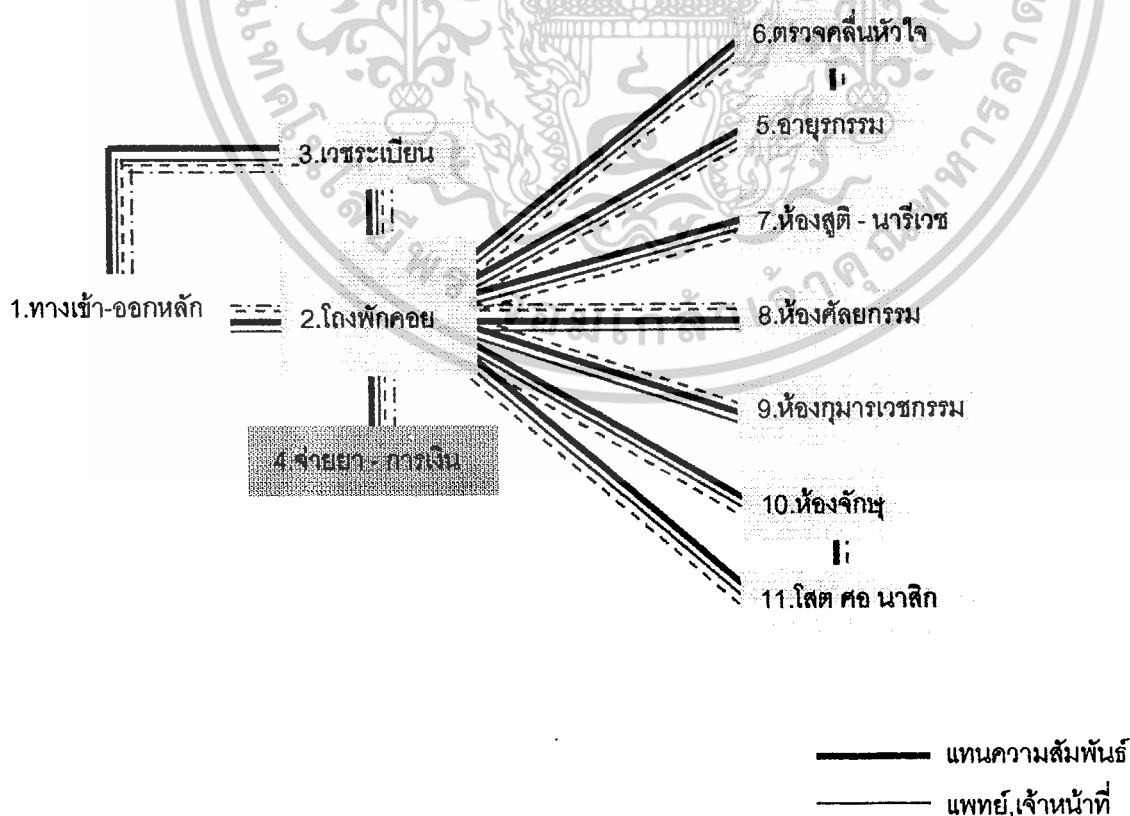 6.ตรวจคลื่นหัวใจ
5.อายุรกรรม
3.เวชระเบียน
7.ห้องสูติ - นารีเวช
1.ทางเข้า-ออกหลัก
2.โถงพักคอย
8.ห้องศัลยกรรม
9.ห้องกุมารเวชกรรม
4.จ่ายยา - การเงิน
10.ห้องจักษุ
11.โสต ศอ นาสิก
แทนความสัมพันธ์
แพทย์,เจ้าหน้าที่